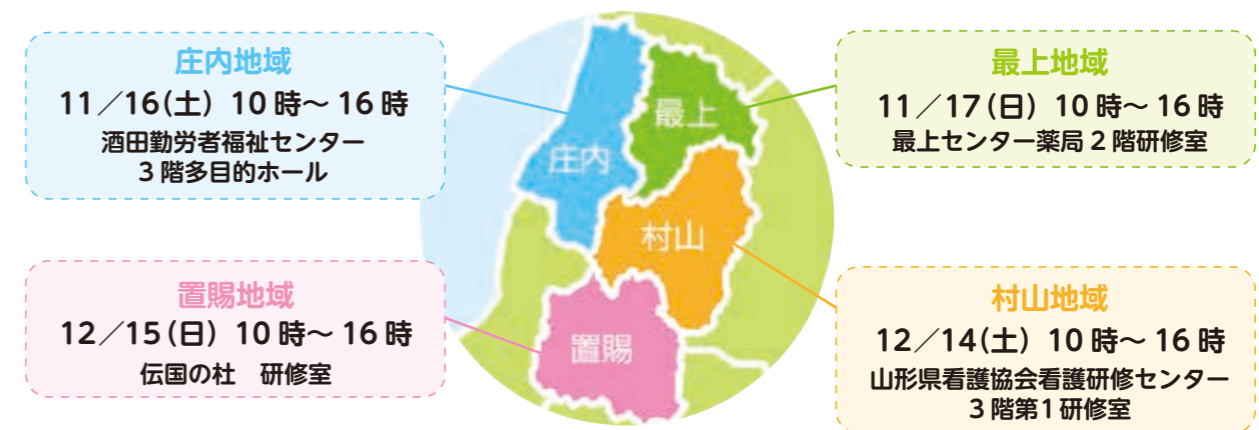 庄内地域
11／16(土) 10時～16時
酒田勤労者福祉センター
3階多目的ホール
最上地域
11／17(日) 10時～16時
最上センター薬局2階研修室
置賜地域
12／15(日) 10時～16時
伝国の杜　研修室
村山地域
12／14(土) 10時～16時
山形県看護協会看護研修センター
3階第1研修室
最上
庄内
村山
置賜